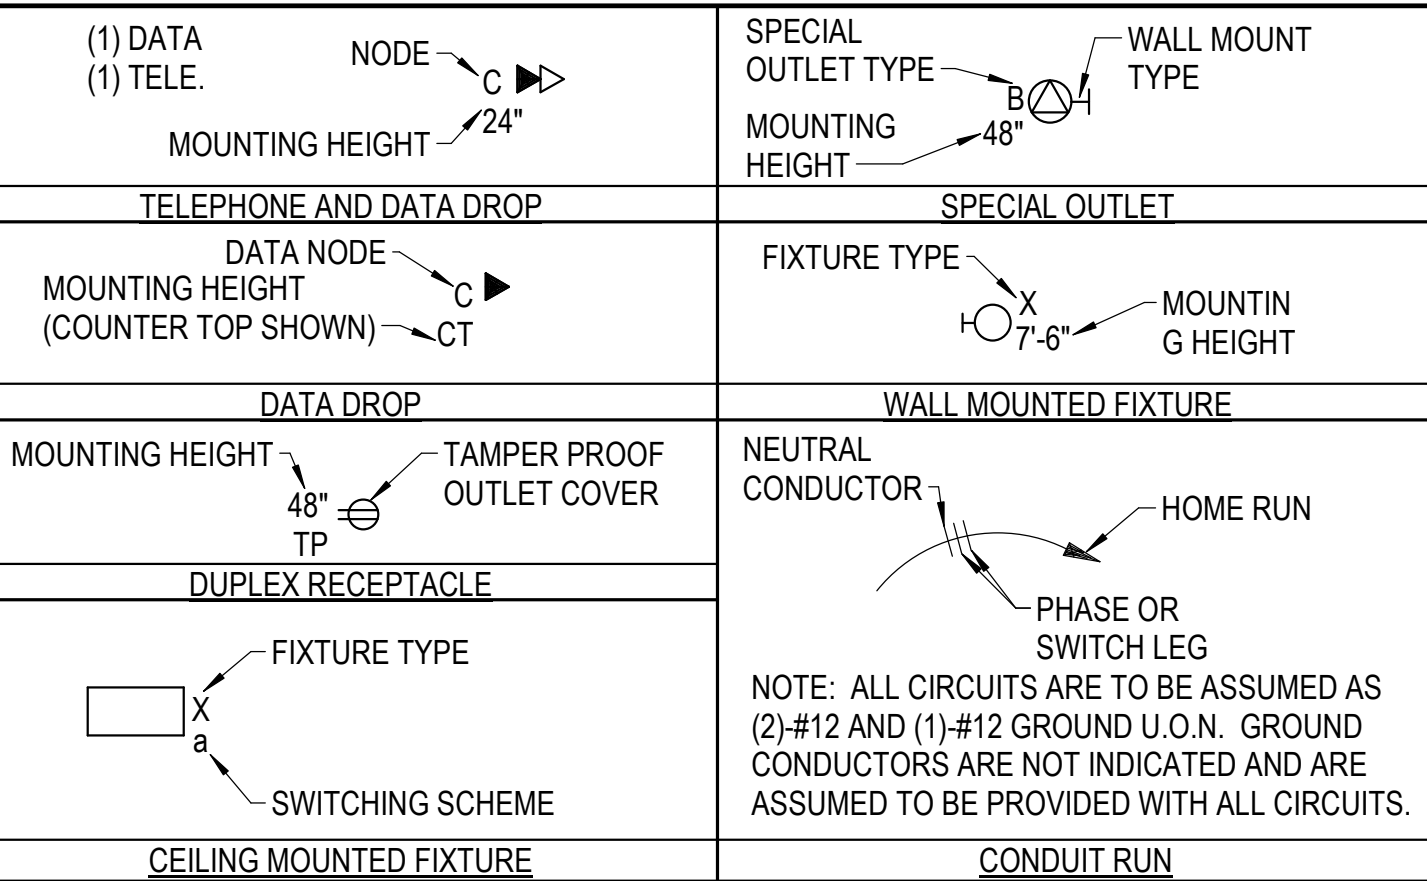 (1) DATA
(1) TELE.
NODE
C
24"
MOUNTING HEIGHT
TELEPHONE AND DATA DROP
SPECIAL
OUTLET TYPE
WALL MOUNT
TYPE
B
48"
MOUNTING
HEIGHT
SPECIAL OUTLET
DATA NODE
MOUNTING HEIGHT
(COUNTER TOP SHOWN)
C
CT
DATA DROP
FIXTURE TYPE
X
7'-6"
MOUNTIN
G HEIGHT
WALL MOUNTED FIXTURE
MOUNTING HEIGHT
48"
TP
TAMPER PROOF
OUTLET COVER
DUPLEX RECEPTACLE
FIXTURE TYPE
X
a
SWITCHING SCHEME
CEILING MOUNTED FIXTURE
NEUTRAL
CONDUCTOR
HOME RUN
PHASE OR
SWITCH LEG
NOTE: ALL CIRCUITS ARE TO BE ASSUMED AS
(2)-#12 AND (1)-#12 GROUND U.O.N. GROUND
CONDUCTORS ARE NOT INDICATED AND ARE
ASSUMED TO BE PROVIDED WITH ALL CIRCUITS.
CONDUIT RUN